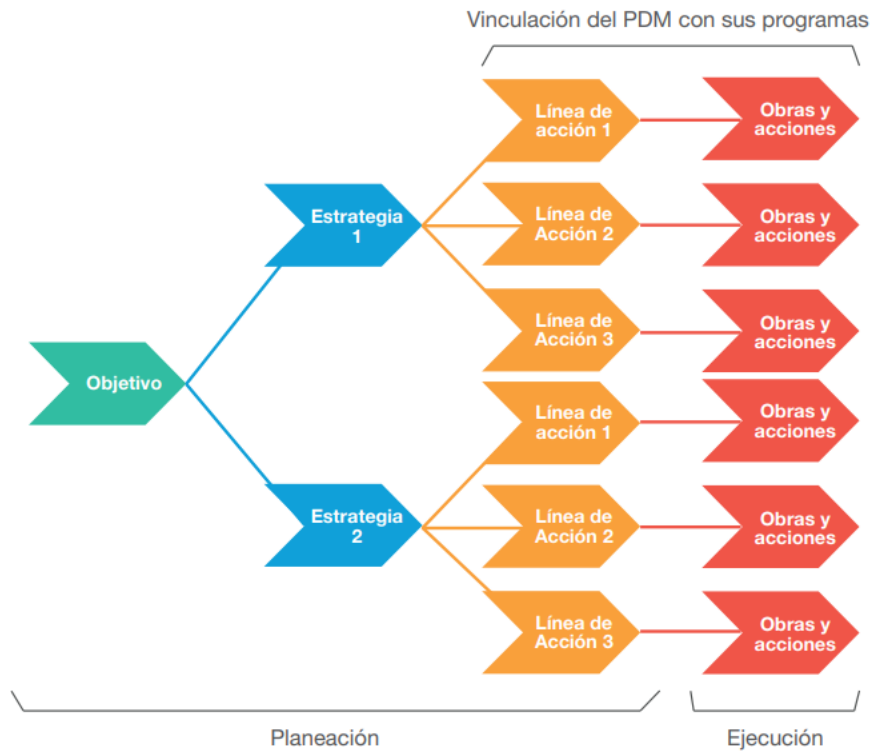 Vinculación del PDM con sus programas
Línea de
acción 1
Obras y
acciones
Estrategia
1
Línea de
Acción 2
Obras y
acciones
Línea de
Acción 3
Obras y
acciones
Objetivo
Línea de
acción 1
Obras y
acciones
Estrategia
2
Línea de
Acción 2
Obras y
acciones
Línea de
Acción 3
Obras y
acciones
Planeación
Ejecución